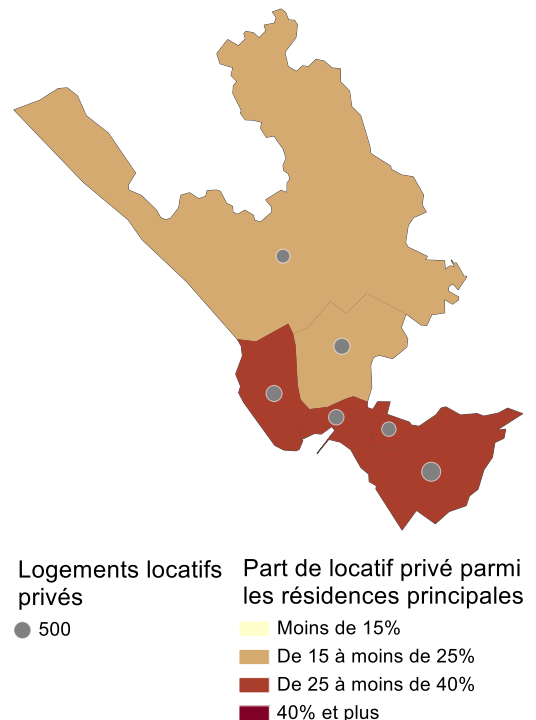 Logements locatifs
privés
500
Part de locatif privé parmi
les résidences principales
Moins de 15%
De 15 à moins de 25%
De 25 à moins de 40%
40% et plus